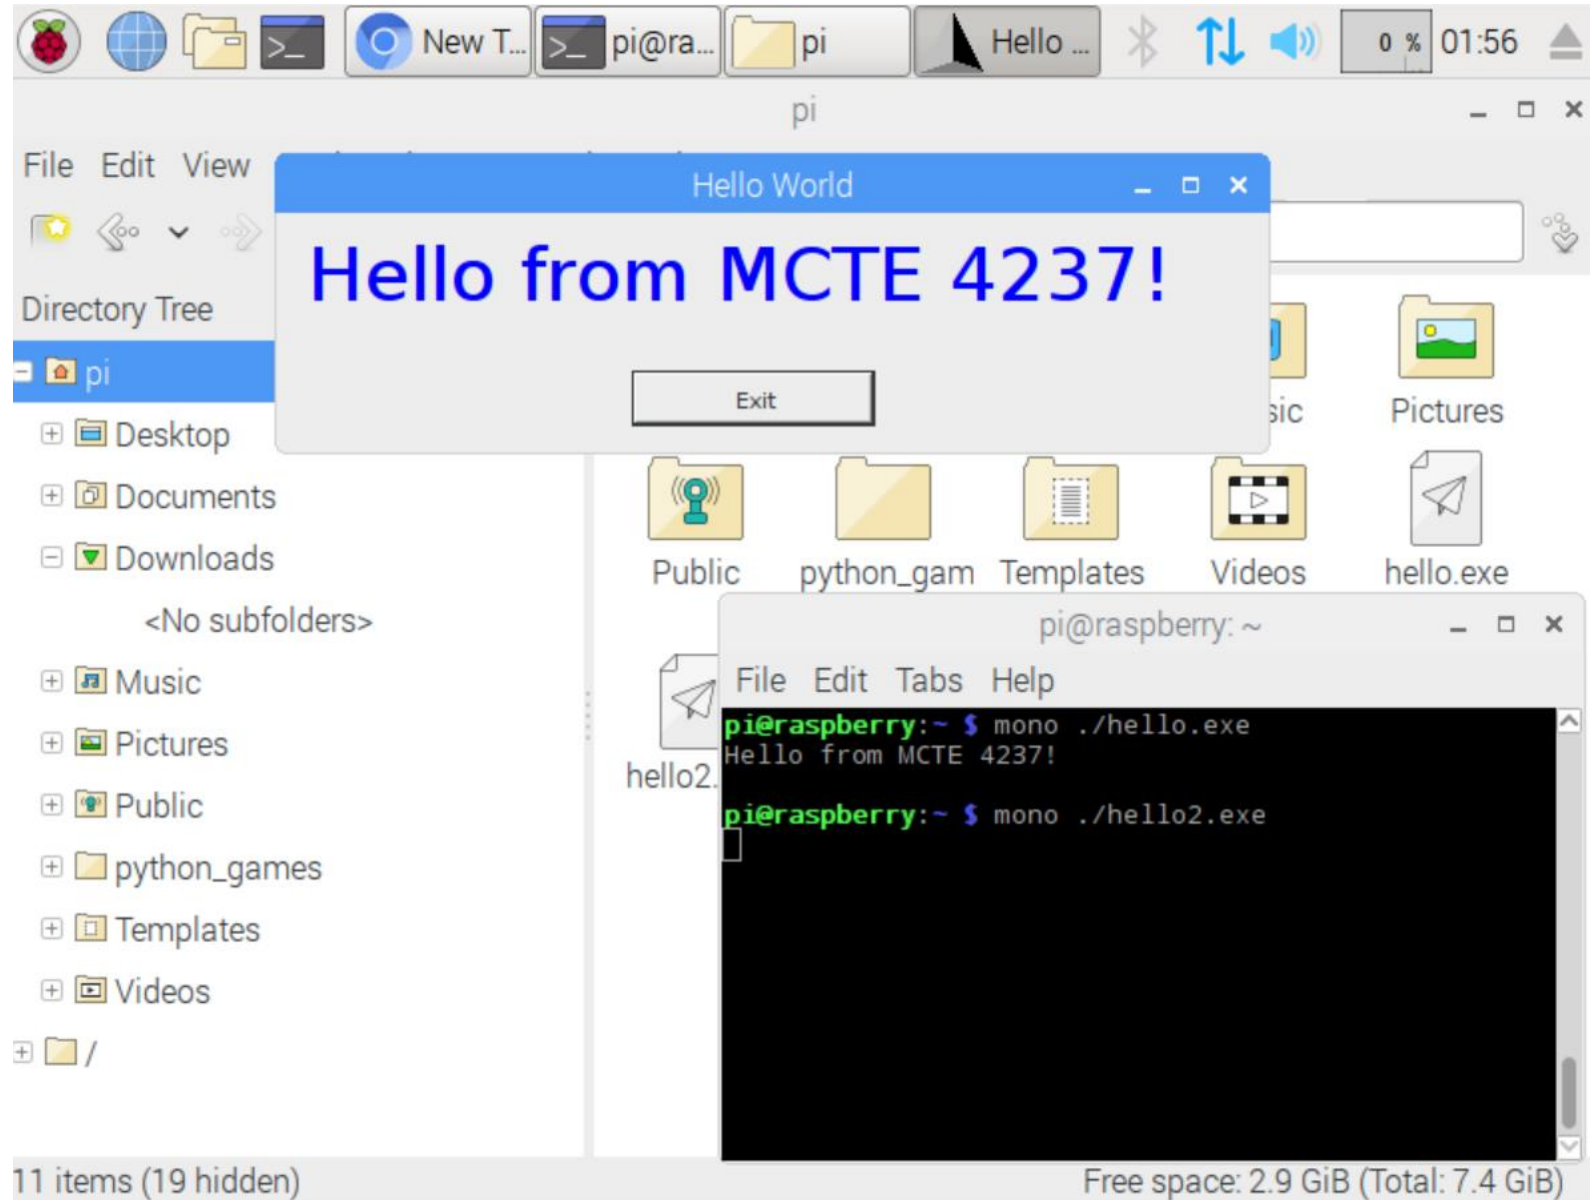 New T...
pi@ra...
pi
Hello ...
0 %
01:56
pi
File Edit View
Hello World
Hello from MCTE 4237!
Exit
Directory Tree
pi
Desktop
Documents
Downloads
<No subfolders>
Music
Pictures
Public
python_games
Templates
Videos
/
sic
Pictures
Public
python_gam
Templates
Videos
hello.exe
hello2.
pi@raspberry: ~
File Edit Tabs Help
pi@raspberry:~ $ mono ./hello.exe
Hello from MCTE 4237!
pi@raspberry:~ $ mono ./hello2.exe
11 items (19 hidden)
Free space: 2.9 GiB (Total: 7.4 GiB)